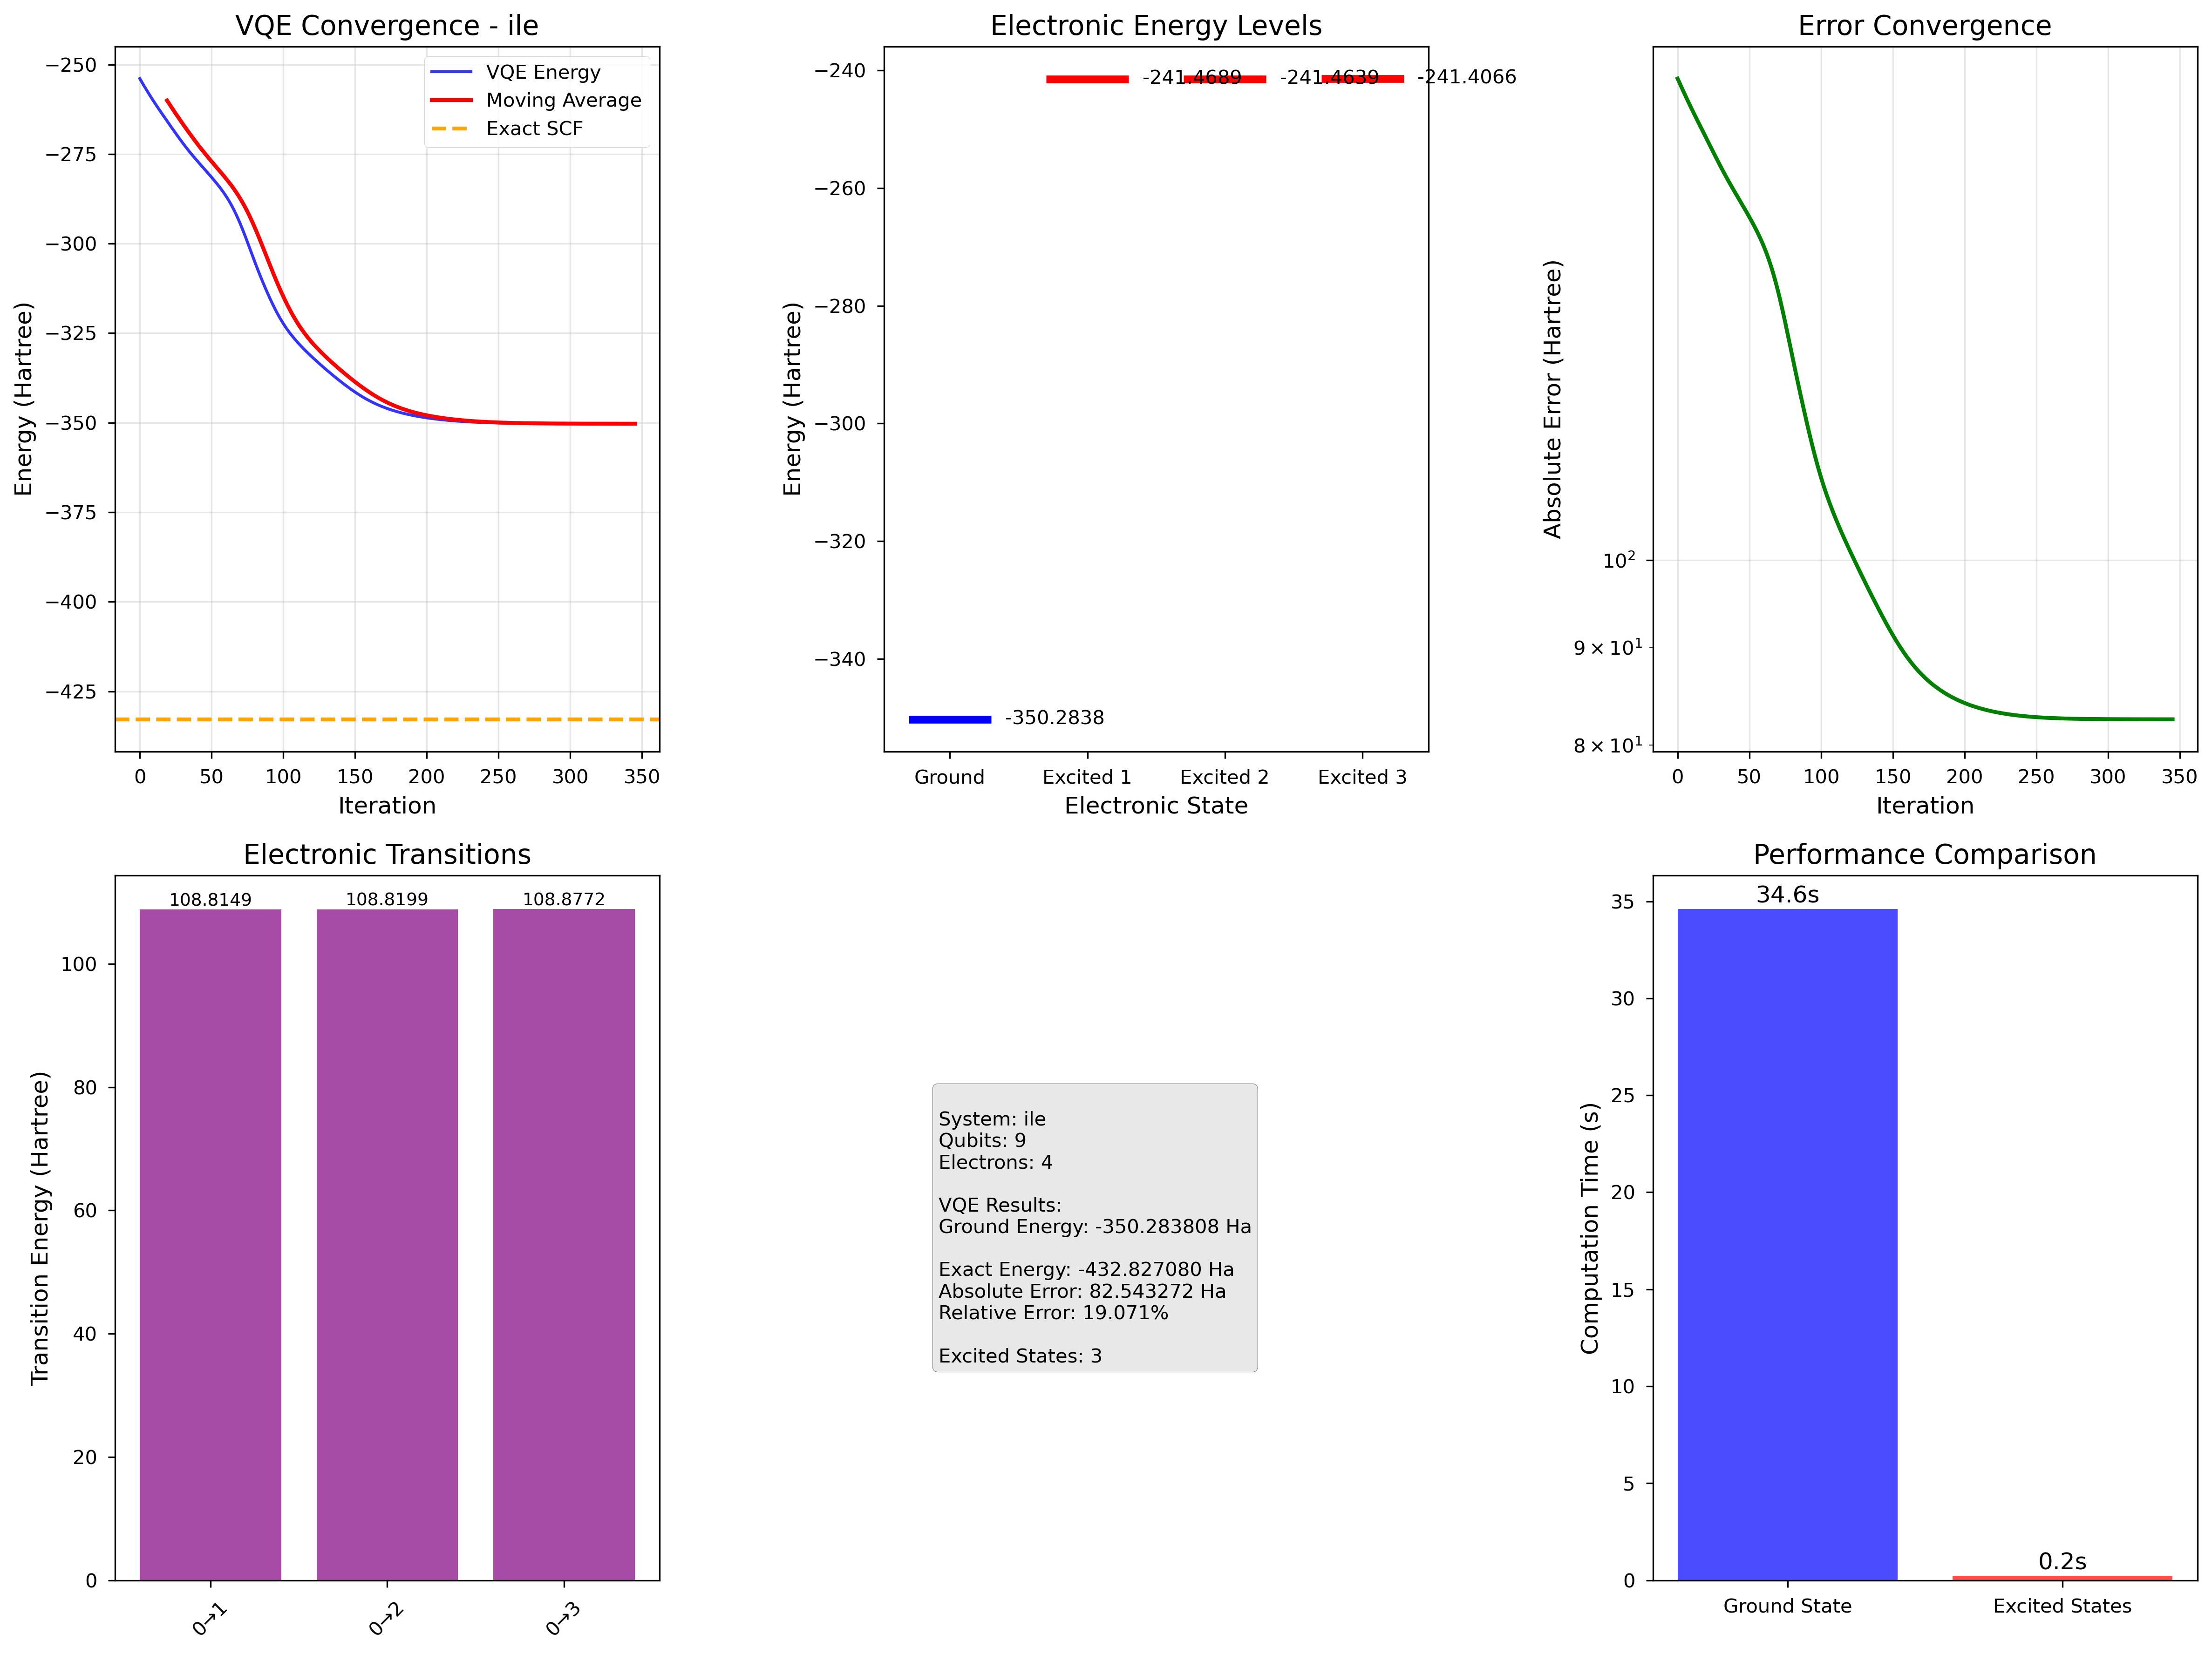 VQE Convergence - ile
Energy (Hartree)
−250
−275
−300
−325
−350
−375
−400
−425
VQE Energy
Moving Average
Exact SCF
0 50 100 150 200 250 300 350
Iteration
Electronic Energy Levels
Energy (Hartree)
−240
−260
−280
−300
−320
−340
-350.2838
-241.4689
-241.4639
-241.4066
Ground Excited 1 Excited 2 Excited 3
Electronic State
Error Convergence
Absolute Error (Hartree)
10²
9 × 10¹
8 × 10¹
0 50 100 150 200 250 300 350
Iteration
Electronic Transitions
Transition Energy (Hartree)
100
80
60
40
20
0
108.8149 108.8199 108.8772
0→1 0→2 0→3
System: ile
Qubits: 9
Electrons: 4
VQE Results:
Ground Energy: -350.283808 Ha
Exact Energy: -432.827080 Ha
Absolute Error: 82.543272 Ha
Relative Error: 19.071%
Excited States: 3
Performance Comparison
Computation Time (s)
35
30
25
20
15
10
5
0
34.6s
0.2s
Ground State Excited States